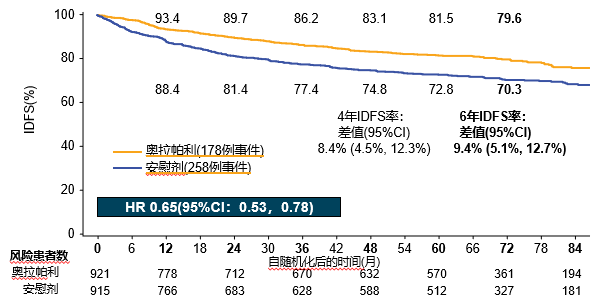 100
80
60
40
20
0
IDFS(%)
93.4 89.7 86.2 83.1 81.5 79.6
88.4 81.4 77.4 74.8 72.8 70.3
4年IDFS率：
差值(95%CI)
8.4% (4.5%, 12.3%)
6年IDFS率：
差值(95%CI)
9.4% (5.1%, 12.7%)
奥拉帕利(178例事件)
安慰剂(258例事件)
HR 0.65(95%CI：0.53，0.78)
0 6 12 18 24 30 36 42 48 54 60 66 72 78 84
自随机化后的时间(月)
风险患者数
奥拉帕利 921 778 712 670 632 570 361 194
安慰剂 915 766 683 628 588 512 327 181